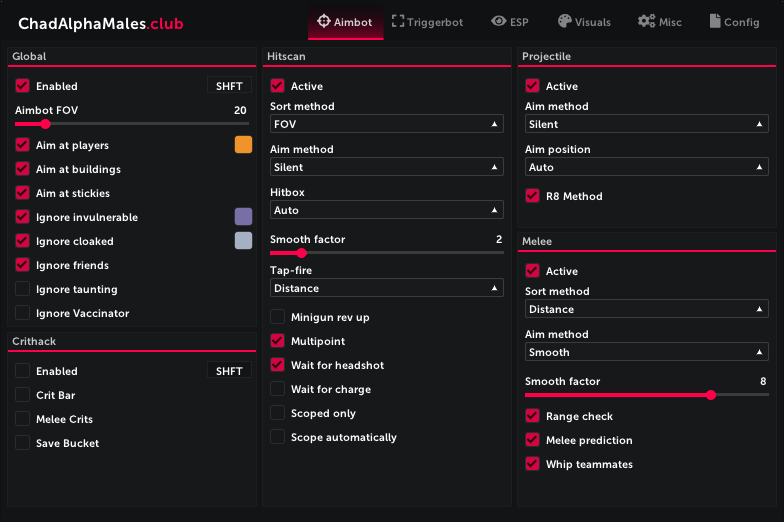 ChadAlphaMales.club
Aimbot
Triggerbot
ESP
Visuals
Misc
Config
Global
Enabled
SHFT
Aimbot FOV
20
Aim at players
Aim at buildings
Aim at stickies
Ignore invulnerable
Ignore cloaked
Ignore friends
Ignore taunting
Ignore Vaccinator
Crithack
Enabled
SHFT
Crit Bar
Melee Crits
Save Bucket
Hitscan
Active
Sort method
FOV
Aim method
Silent
Hitbox
Auto
Smooth factor
2
Tap-fire
Distance
Minigun rev up
Multipoint
Wait for headshot
Wait for charge
Scoped only
Scope automatically
Projectile
Active
Aim method
Silent
Aim position
Auto
R8 Method
Melee
Active
Sort method
Distance
Aim method
Smooth
Smooth factor
8
Range check
Melee prediction
Whip teammates